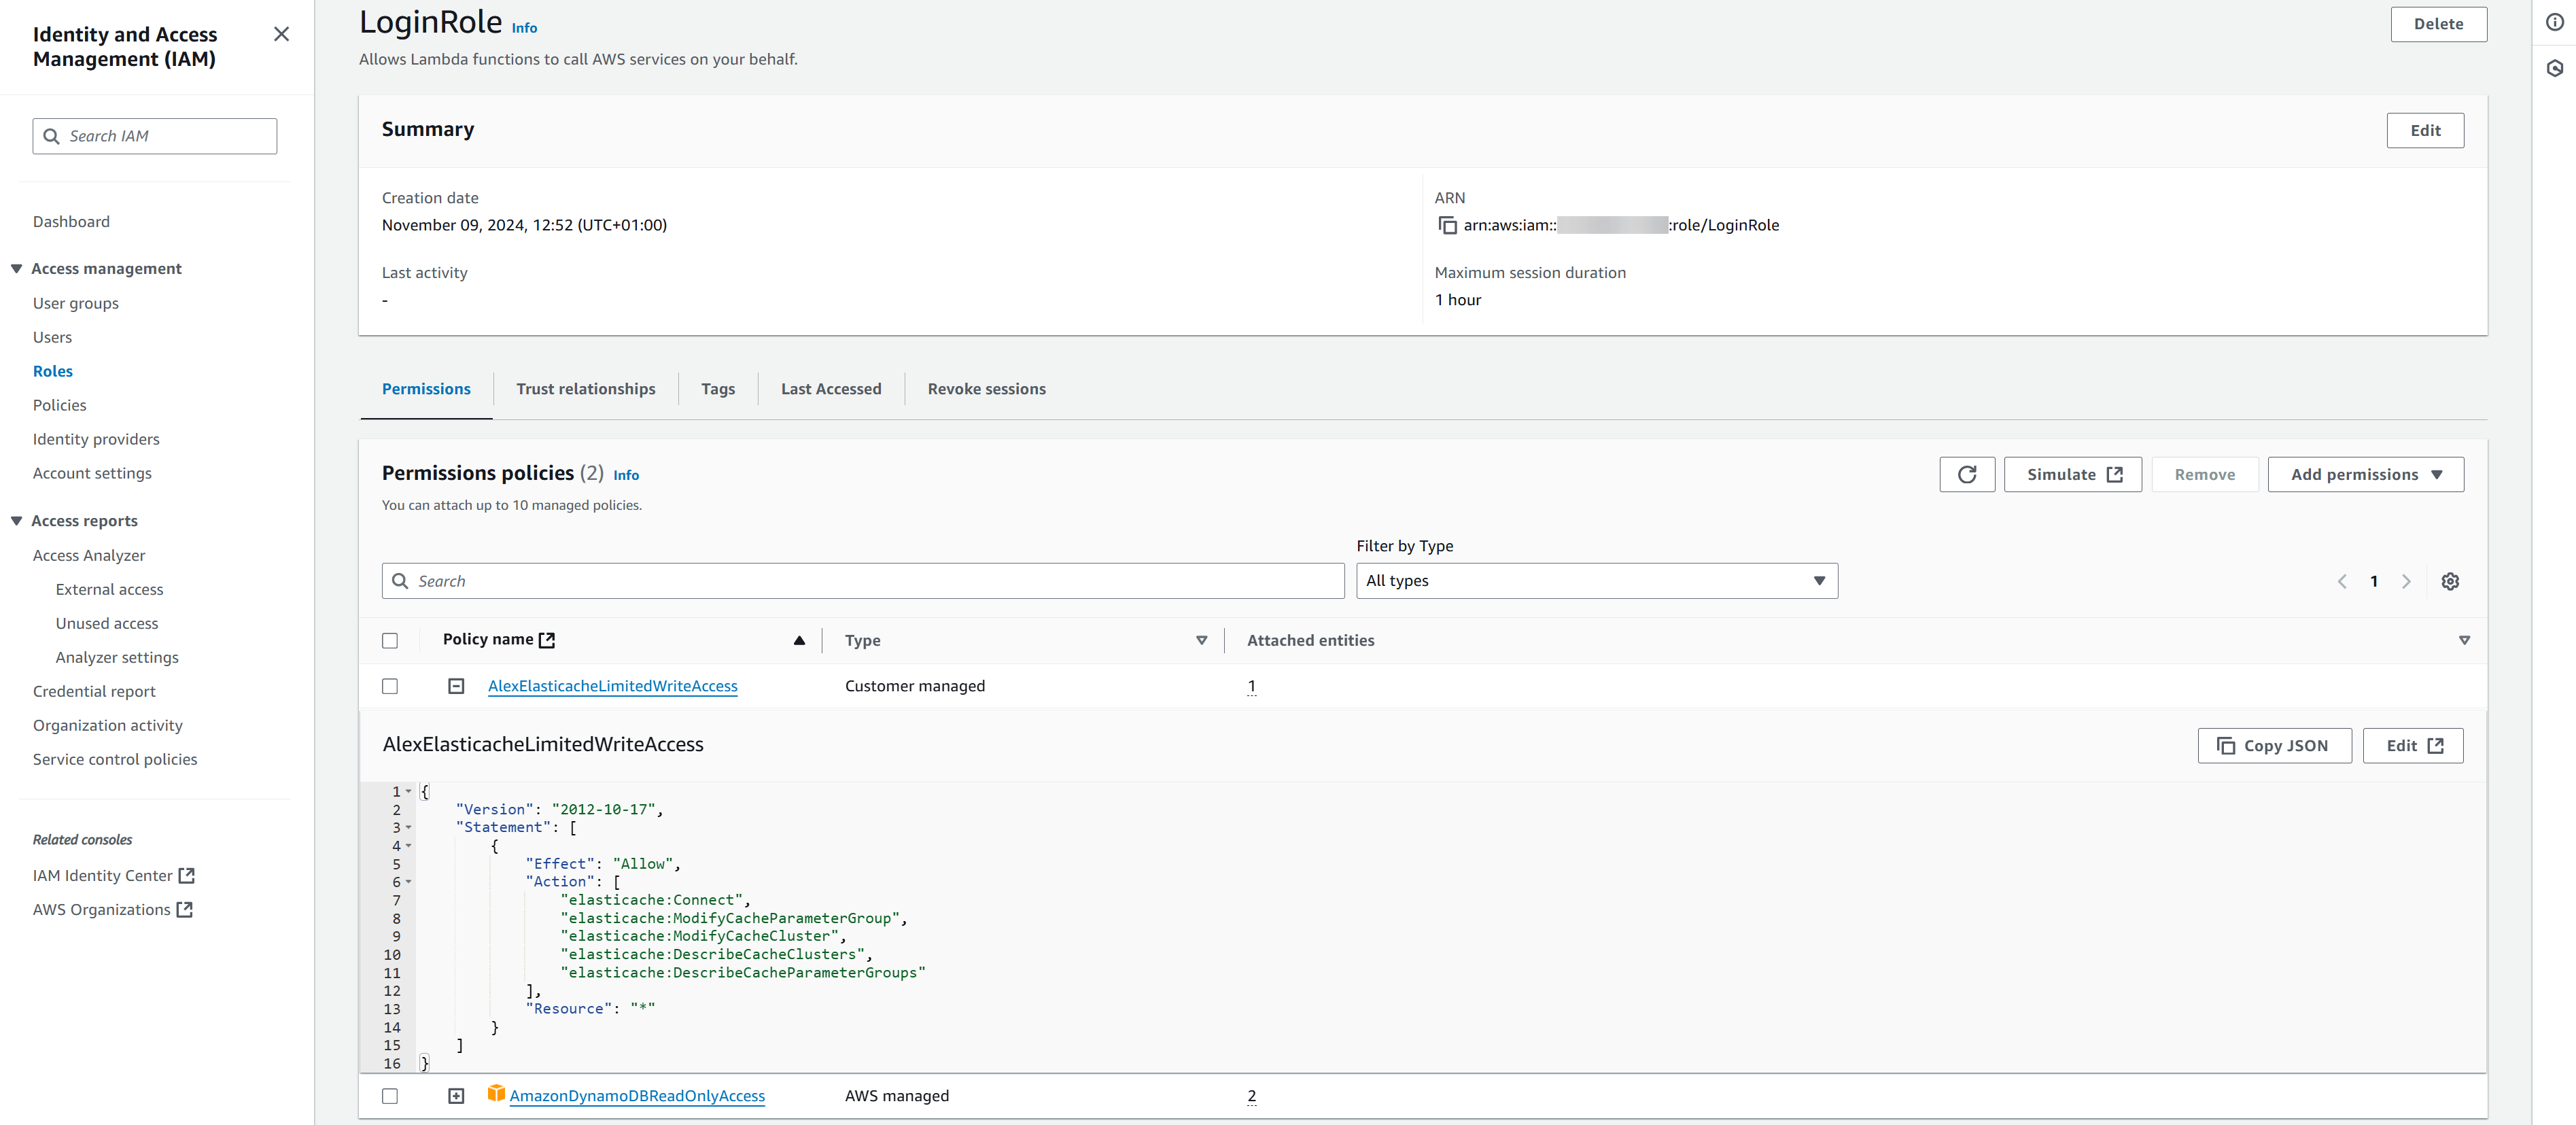 Identity and Access
Management (IAM)
Search IAM
Dashboard
Access management
User groups
Users
Roles
Policies
Identity providers
Account settings
Access reports
Access Analyzer
External access
Unused access
Analyzer settings
Credential report
Organization activity
Service control policies
Related consoles
IAM Identity Center
AWS Organizations
LoginRole Info
Delete
Allows Lambda functions to call AWS services on your behalf.
Summary
Edit
Creation date
November 09, 2024, 12:52 (UTC+01:00)
ARN
arn:aws:iam:: :role/LoginRole
Last activity
-
Maximum session duration
1 hour
Permissions Trust relationships Tags Last Accessed Revoke sessions
Permissions policies (2) Info
Simulate Remove Add permissions
You can attach up to 10 managed policies.
Filter by Type
Search
All types
1
Policy name Type Attached entities
AlexElasticacheLimitedWriteAccess Customer managed 1
AlexElasticacheLimitedWriteAccess
Copy JSON Edit
1 {
2 "Version": "2012-10-17",
3 "Statement": [
4 {
5 "Effect": "Allow",
6 "Action": [
7 "elasticache:Connect",
8 "elasticache:ModifyCacheParameterGroup",
9 "elasticache:ModifyCacheCluster",
10 "elasticache:DescribeCacheClusters",
11 "elasticache:DescribeCacheParameterGroups"
12 ],
13 "Resource": "*"
14 }
15 ]
16 }
AmazonDynamoDBReadOnlyAccess AWS managed 2